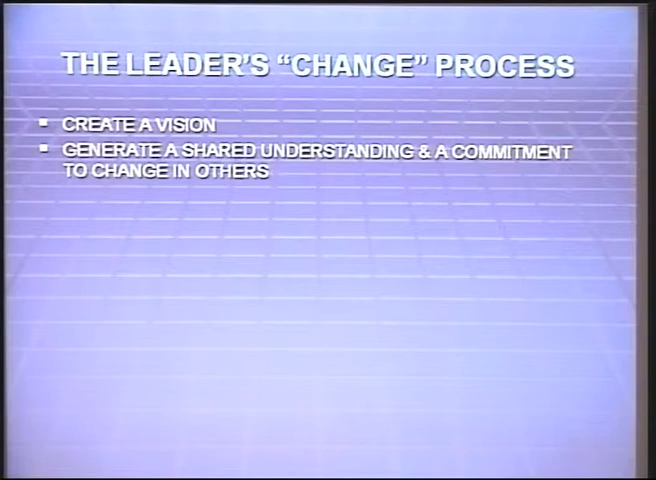 THE LEADER'S “CHANGE” PROCESS
CREATE A VISION
GENERATE A SHARED UNDERSTANDING & A COMMITMENT
TO CHANGE IN OTHERS